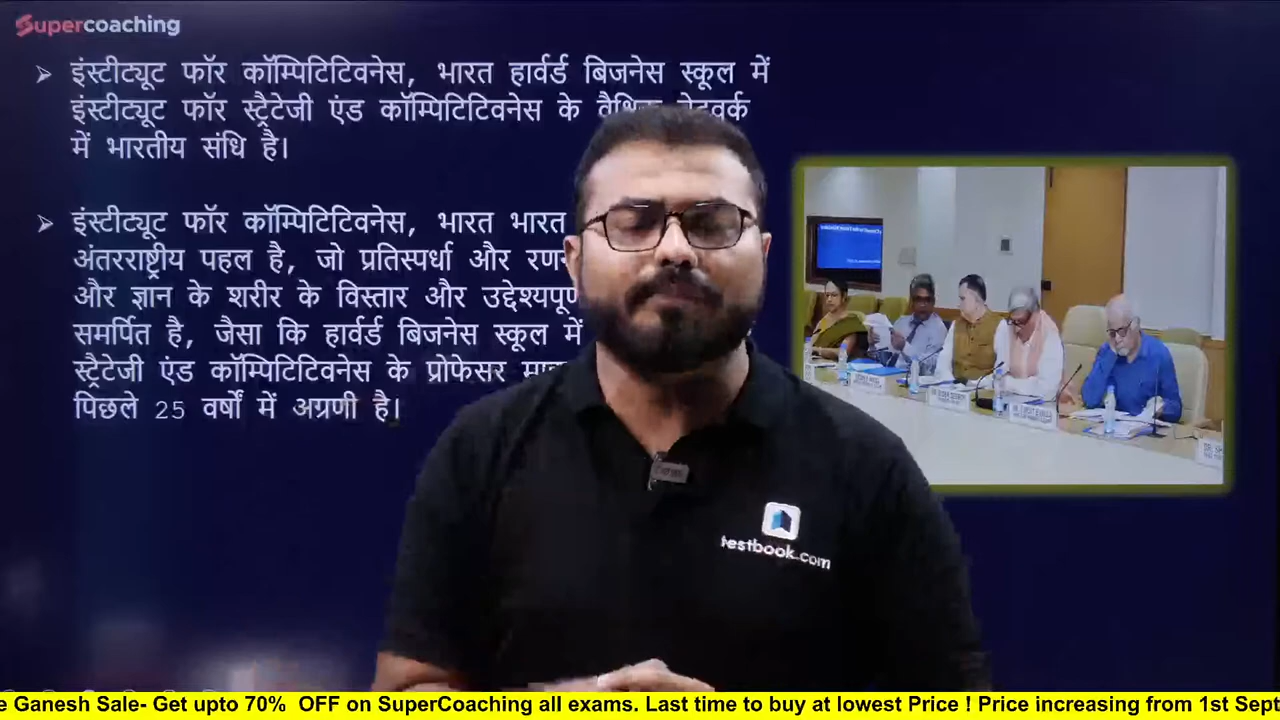 Supercoaching
➢ इंस्टीट्यूट फॉर कॉम्पिटिटिवनेस, भारत हार्वर्ड बिजनेस स्कूल में
इंस्टीट्यूट फॉर स्ट्रैटेजी एंड कॉम्पिटिटिवनेस के
में भारतीय संधि है।
➢ इंस्टीट्यूट फॉर कॉम्पिटिटिवनेस, भारत भारत
अंतरराष्ट्रीय पहल है, जो प्रतिस्पर्धा और
और ज्ञान के शरीर के विस्तार और
समर्पित है, जैसा कि हार्वर्ड बिजनेस स्कूल में
स्ट्रैटेजी एंड कॉम्पिटिटिवनेस के प्रोफेसर
पिछले 25 वर्षों में अग्रणी है।
testbook.com
Ganesh Sale- Get upto 70% OFF on SuperCoaching all exams. Last time to buy at lowest Price ! Price increasing from 1st